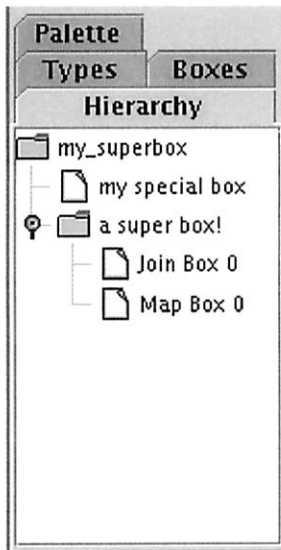 Palette
Types Boxes
Hierarchy
my_superbox
my special box
a super box!
Join Box 0
Map Box 0